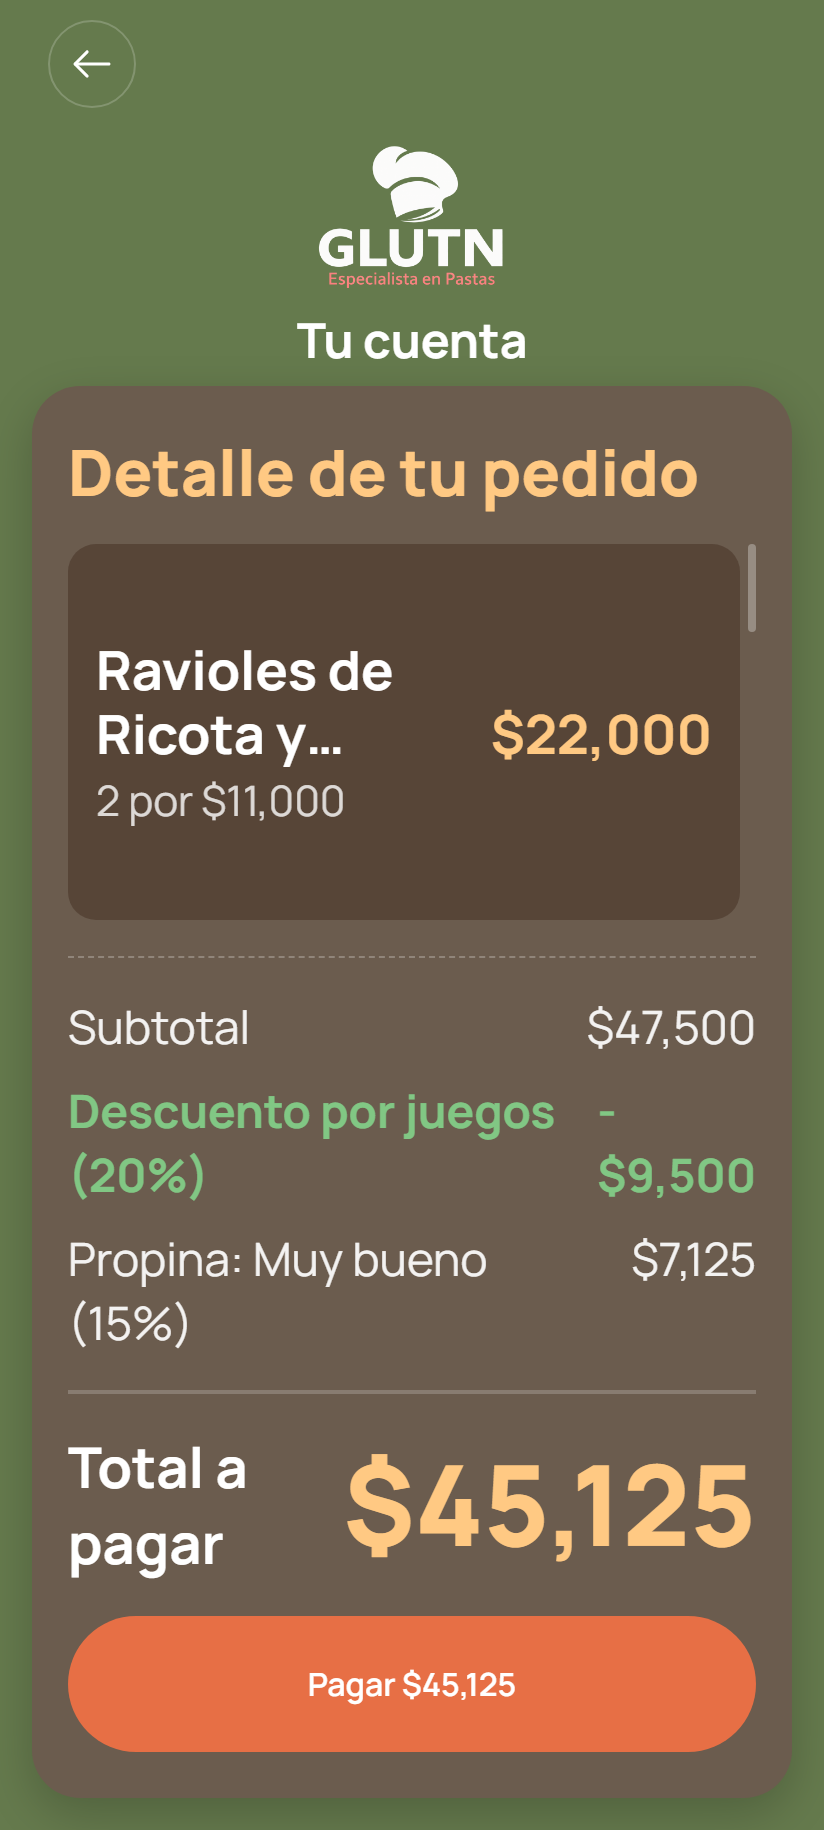 GLUTN
Especialista en Pastas
Tu cuenta
Detalle de tu pedido
Ravioles de
Ricota y...
$22,000
2 por $11,000
Subtotal $47,500
Descuento por juegos -
(20%) $9,500
Propina: Muy bueno $7,125
(15%)
Total a
pagar
$45,125
Pagar $45,125